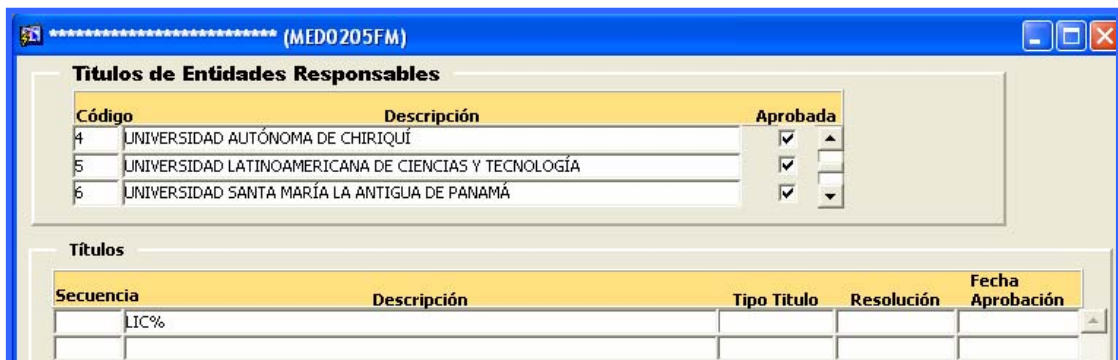 *************************** (MED0205FM)
Tìtulos de Entidades Responsables
Código Descripción Aprobada
4 UNIVERSIDAD AUTÓNOMA DE CHIRIQUÍ
5 UNIVERSIDAD LATINOAMERICANA DE CIENCIAS Y TECNOLOGÍA
6 UNIVERSIDAD SANTA MARÍA LA ANTIGUA DE PANAMÁ
Títulos
Secuencia Descripción Tipo Titulo Resolución Fecha Aprobación
LIC%